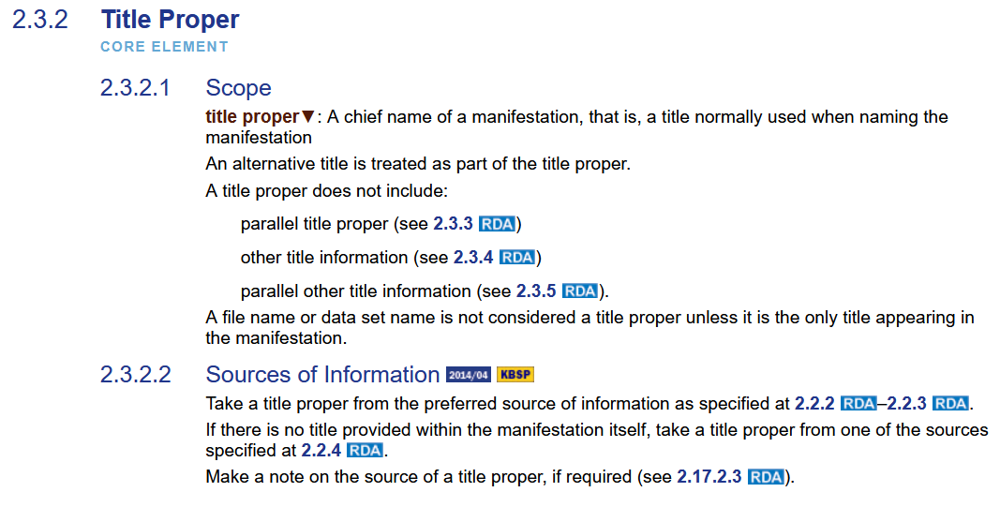 2.3.2 Title Proper
CORE ELEMENT
2.3.2.1 Scope
title proper▼: A chief name of a manifestation, that is, a title normally used when naming the
manifestation
An alternative title is treated as part of the title proper.
A title proper does not include:
parallel title proper (see 2.3.3 RDA)
other title information (see 2.3.4 RDA)
parallel other title information (see 2.3.5 RDA).
A file name or data set name is not considered a title proper unless it is the only title appearing in
the manifestation.
2.3.2.2 Sources of Information 2014/04 KBSP
Take a title proper from the preferred source of information as specified at 2.2.2 RDA–2.2.3 RDA.
If there is no title provided within the manifestation itself, take a title proper from one of the sources
specified at 2.2.4 RDA.
Make a note on the source of a title proper, if required (see 2.17.2.3 RDA).